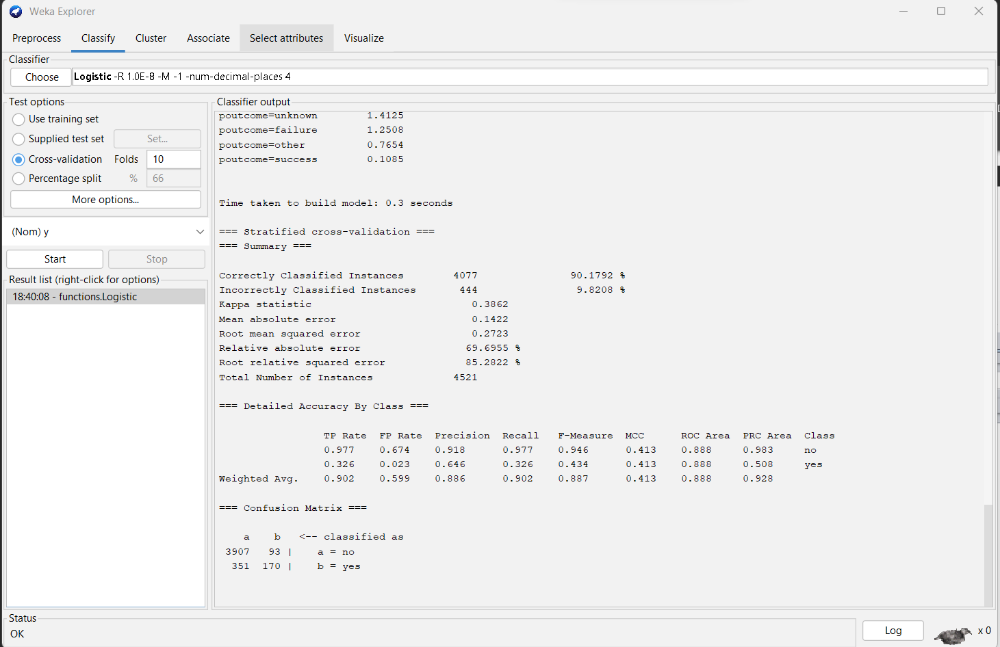 Weka Explorer
Preprocess Classify Cluster Associate Select attributes Visualize
Classifier
Choose Logistic -R 1.0E-8 -M -1 -num-decimal-places 4
Test options
Use training set
Supplied test set Set...
Cross-validation Folds 10
Percentage split % 66
More options...
(Nom) y
Start Stop
Result list (right-click for options)
18:40:08 - functions.Logistic
Classifier output
poutcome=unknown 1.4125
poutcome=failure 1.2508
poutcome=other 0.7654
poutcome=success 0.1085
Time taken to build model: 0.3 seconds
=== Stratified cross-validation ===
=== Summary ===
Correctly Classified Instances 4077 90.1792 %
Incorrectly Classified Instances 444 9.8208 %
Kappa statistic 0.3862
Mean absolute error 0.1422
Root mean squared error 0.2723
Relative absolute error 69.6955 %
Root relative squared error 85.2822 %
Total Number of Instances 4521
=== Detailed Accuracy By Class ===
TP Rate FP Rate Precision Recall F-Measure MCC ROC Area PRC Area Class
0.977 0.674 0.918 0.977 0.946 0.413 0.888 0.983 no
0.326 0.023 0.646 0.326 0.434 0.413 0.888 0.508 yes
Weighted Avg. 0.902 0.599 0.886 0.902 0.887 0.413 0.888 0.928
=== Confusion Matrix ===
a b <-- classified as
3907 93 | a = no
351 170 | b = yes
Status
OK
Log
x 0